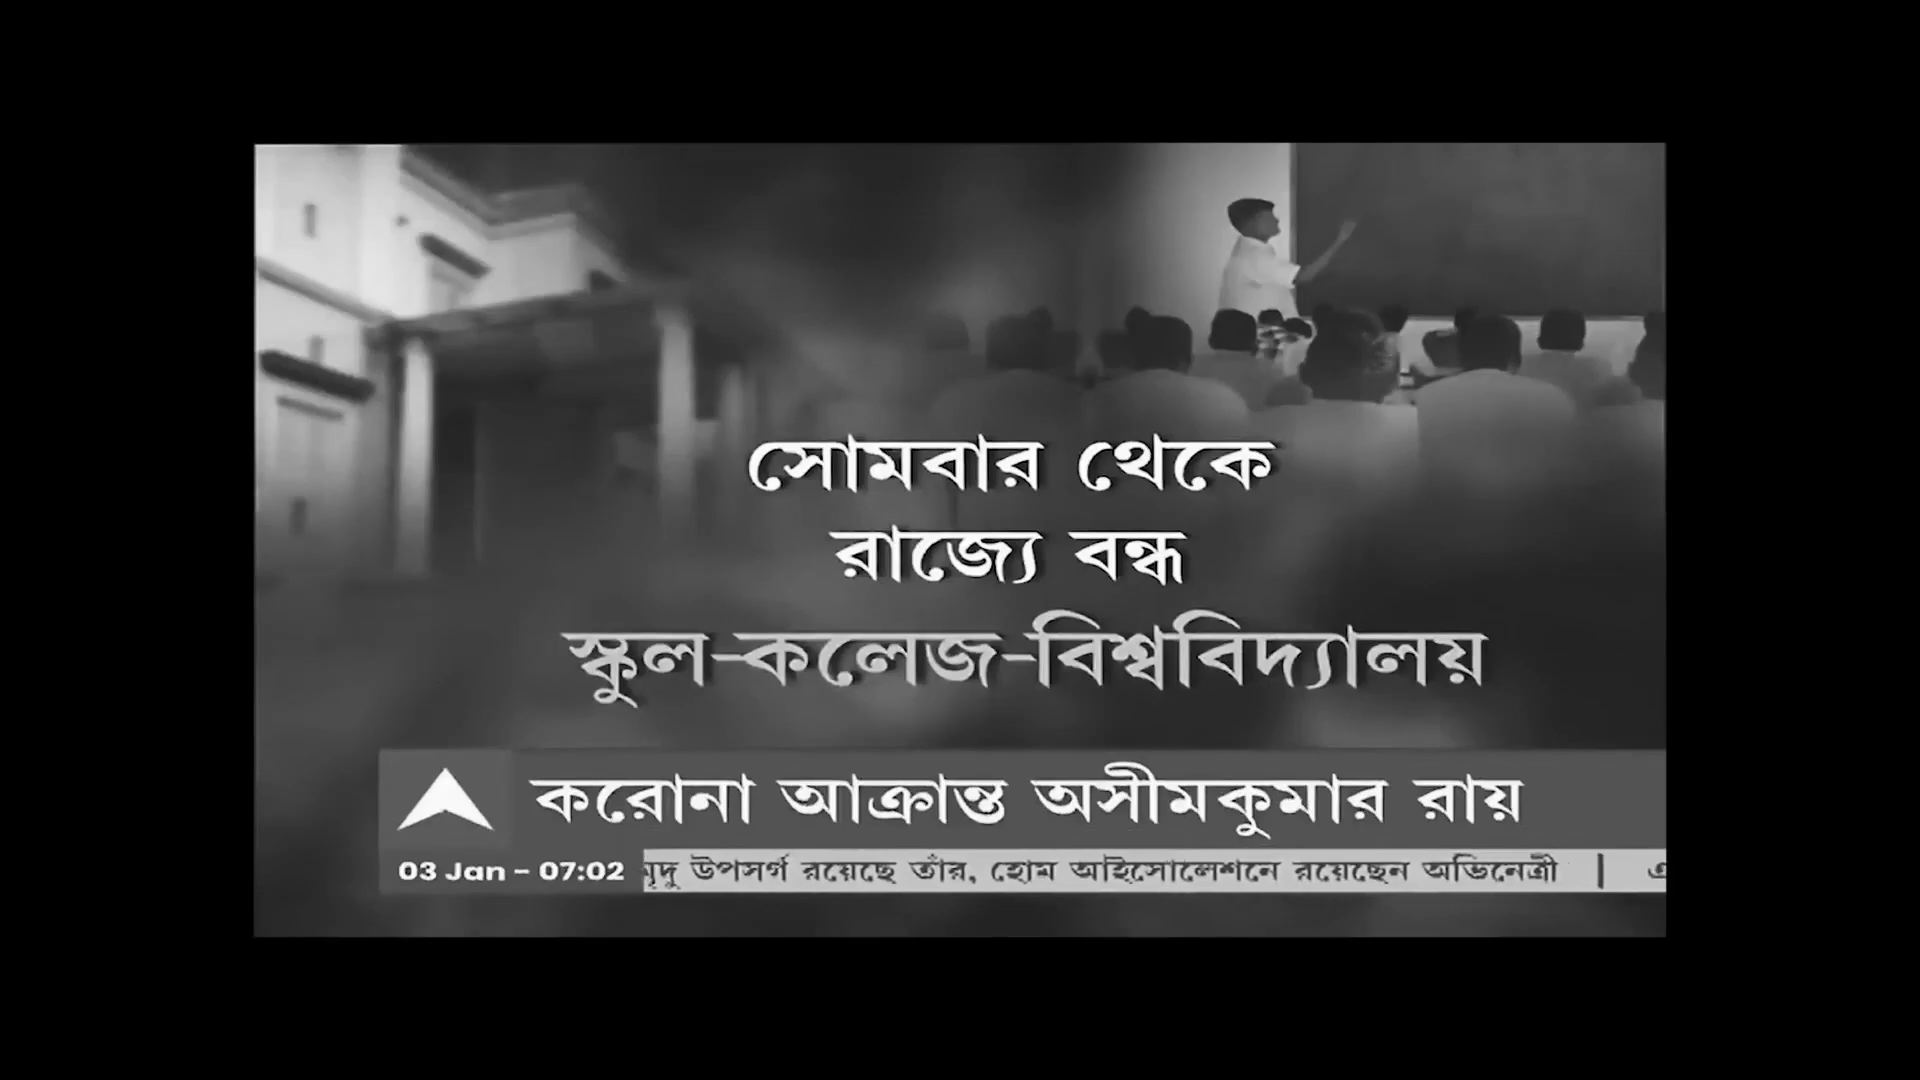 সোমবার থেকে
রাজ্যে বন্ধ
স্কুল-কলেজ-বিশ্ববিদ্যালয়
করোনা আক্রান্ত অসীমকুমার রায়
03 Jan - 07:02
মৃদু উপসর্গ রয়েছে তাঁর, হোম আইসোলেশনে রয়েছেন অভিনেত্রী |